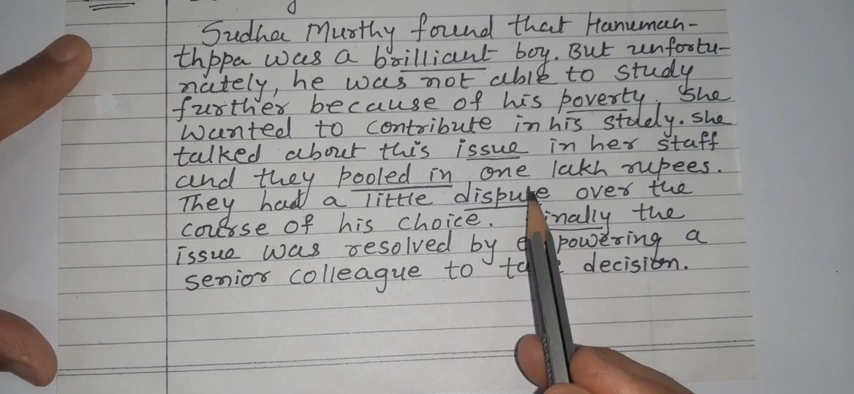 Sudha Murthy found that Hanuman-
thppa was a brilliant boy. But unfortu-
nately, he was not able to study
further because of his poverty. She
wanted to contribute in his study. She
talked about this issue in her staff
and they pooled in one lakh rupees.
They had a little dispute over the
course of his choice. Finally the
issue was resolved by empowering a
senior colleague to take decision.